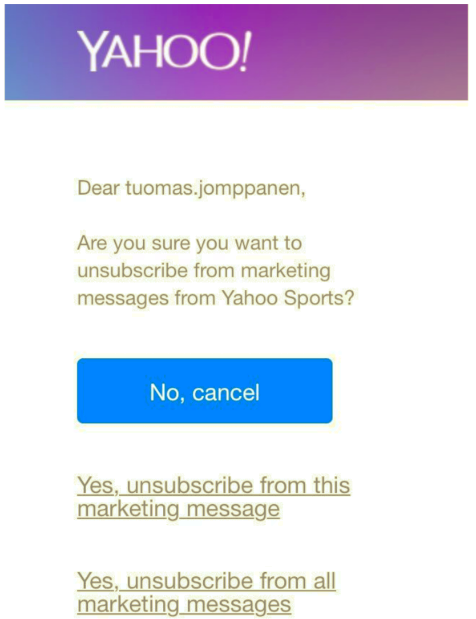 YAHOO!
Dear tuomas.jomppanen,
Are you sure you want to
unsubscribe from marketing
messages from Yahoo Sports?
No, cancel
Yes, unsubscribe from this
marketing message
Yes, unsubscribe from all
marketing messages